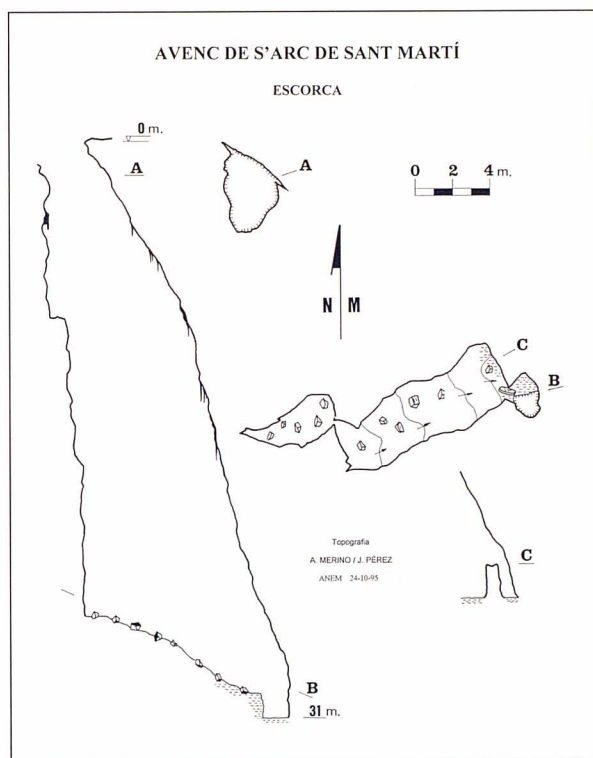 AVENC DE S'ARC DE SANT MARTÍ
ESCORCA
0 m.
A
A
0 2 4 m.
N M
C
B
Topografia
A. MERINO / J. PÉREZ
ANEM 24-10-95
C
B
31 m.